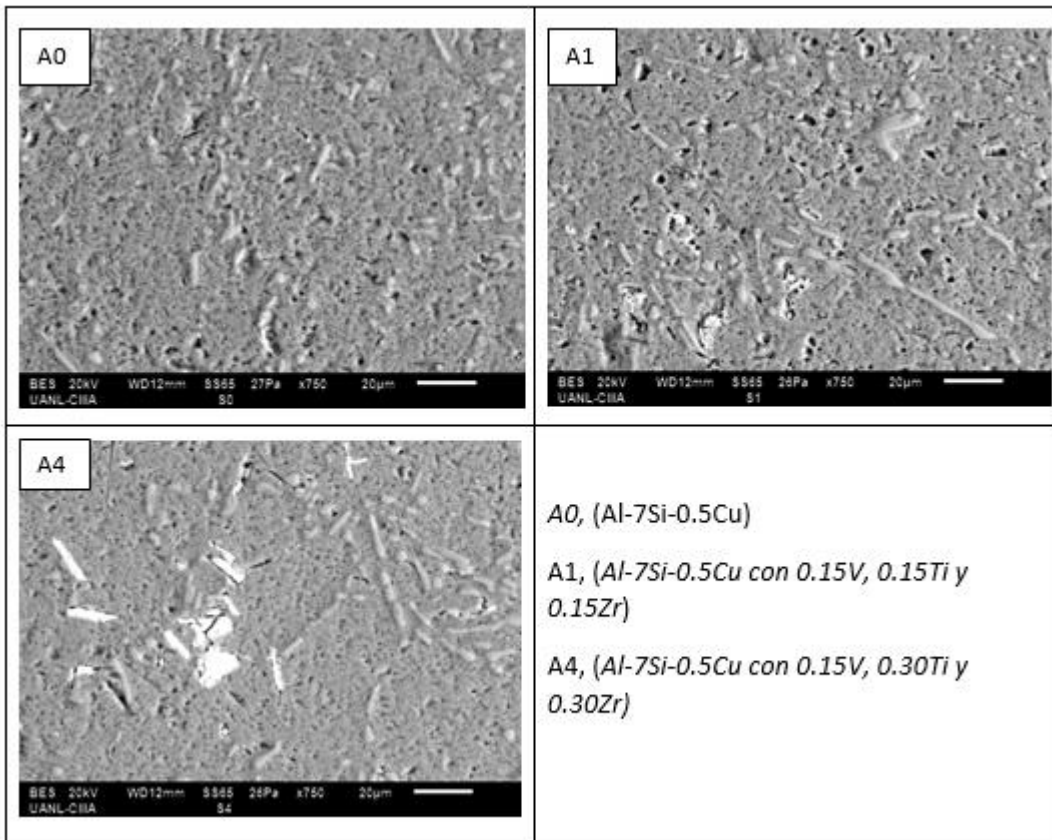 A0
BES 20kV WD12mm SS65 27Pa x750 20µm
UANL-CIIIA S0
A1
BES 20kV WD12mm SS65 26Pa x750 20µm
UANL-CIIIA S1
A4
BES 20kV WD12mm SS65 26Pa x750 20µm
UANL-CIIIA S4
A0, (Al-7Si-0.5Cu)
A1, (Al-7Si-0.5Cu con 0.15V, 0.15Ti y
0.15Zr)
A4, (Al-7Si-0.5Cu con 0.15V, 0.30Ti y
0.30Zr)